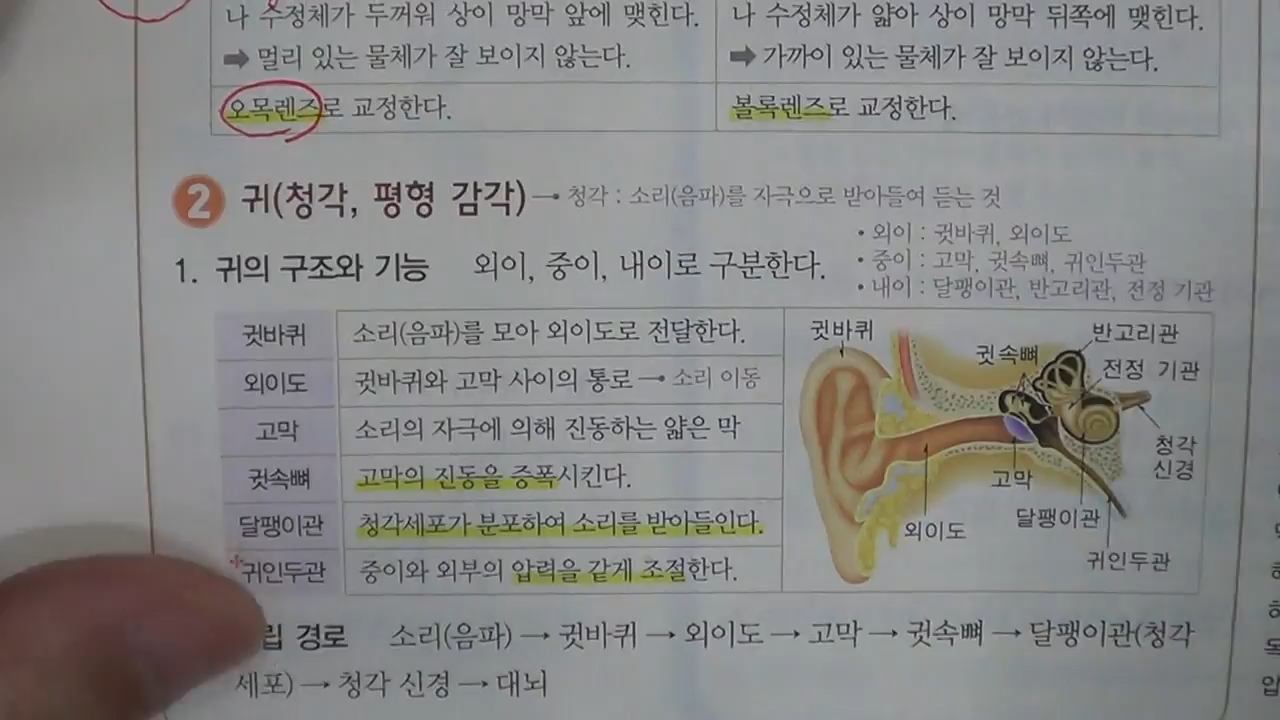 나 수정체가 두꺼워 상이 망막 앞에 맺힌다.
나 수정체가 얇아 상이 망막 뒤쪽에 맺힌다.
➡ 멀리 있는 물체가 잘 보이지 않는다.
➡ 가까이 있는 물체가 잘 보이지 않는다.
오목렌즈로 교정한다.
볼록렌즈로 교정한다.
2 귀(청각, 평형 감각) → 청각 : 소리(음파)를 자극으로 받아들여 듣는 것
1. 귀의 구조와 기능 외이, 중이, 내이로 구분한다.
• 외이 : 귓바퀴, 외이도
• 중이 : 고막, 귓속뼈, 귀인두관
• 내이 : 달팽이관, 반고리관, 전정 기관
귓바퀴 소리(음파)를 모아 외이도로 전달한다.
외이도 귓바퀴와 고막 사이의 통로 → 소리 이동
고막 소리의 자극에 의해 진동하는 얇은 막
귓속뼈 고막의 진동을 증폭시킨다.
달팽이관 청각세포가 분포하여 소리를 받아들인다.
*귀인두관 중이와 외부의 압력을 같게 조절한다.
귓바퀴
반고리관
귓속뼈
전정 기관
청각
신경
고막
달팽이관
외이도
귀인두관
립 경로 소리(음파) → 귓바퀴 → 외이도 → 고막 → 귓속뼈 → 달팽이관(청각
세포) → 청각 신경 → 대뇌